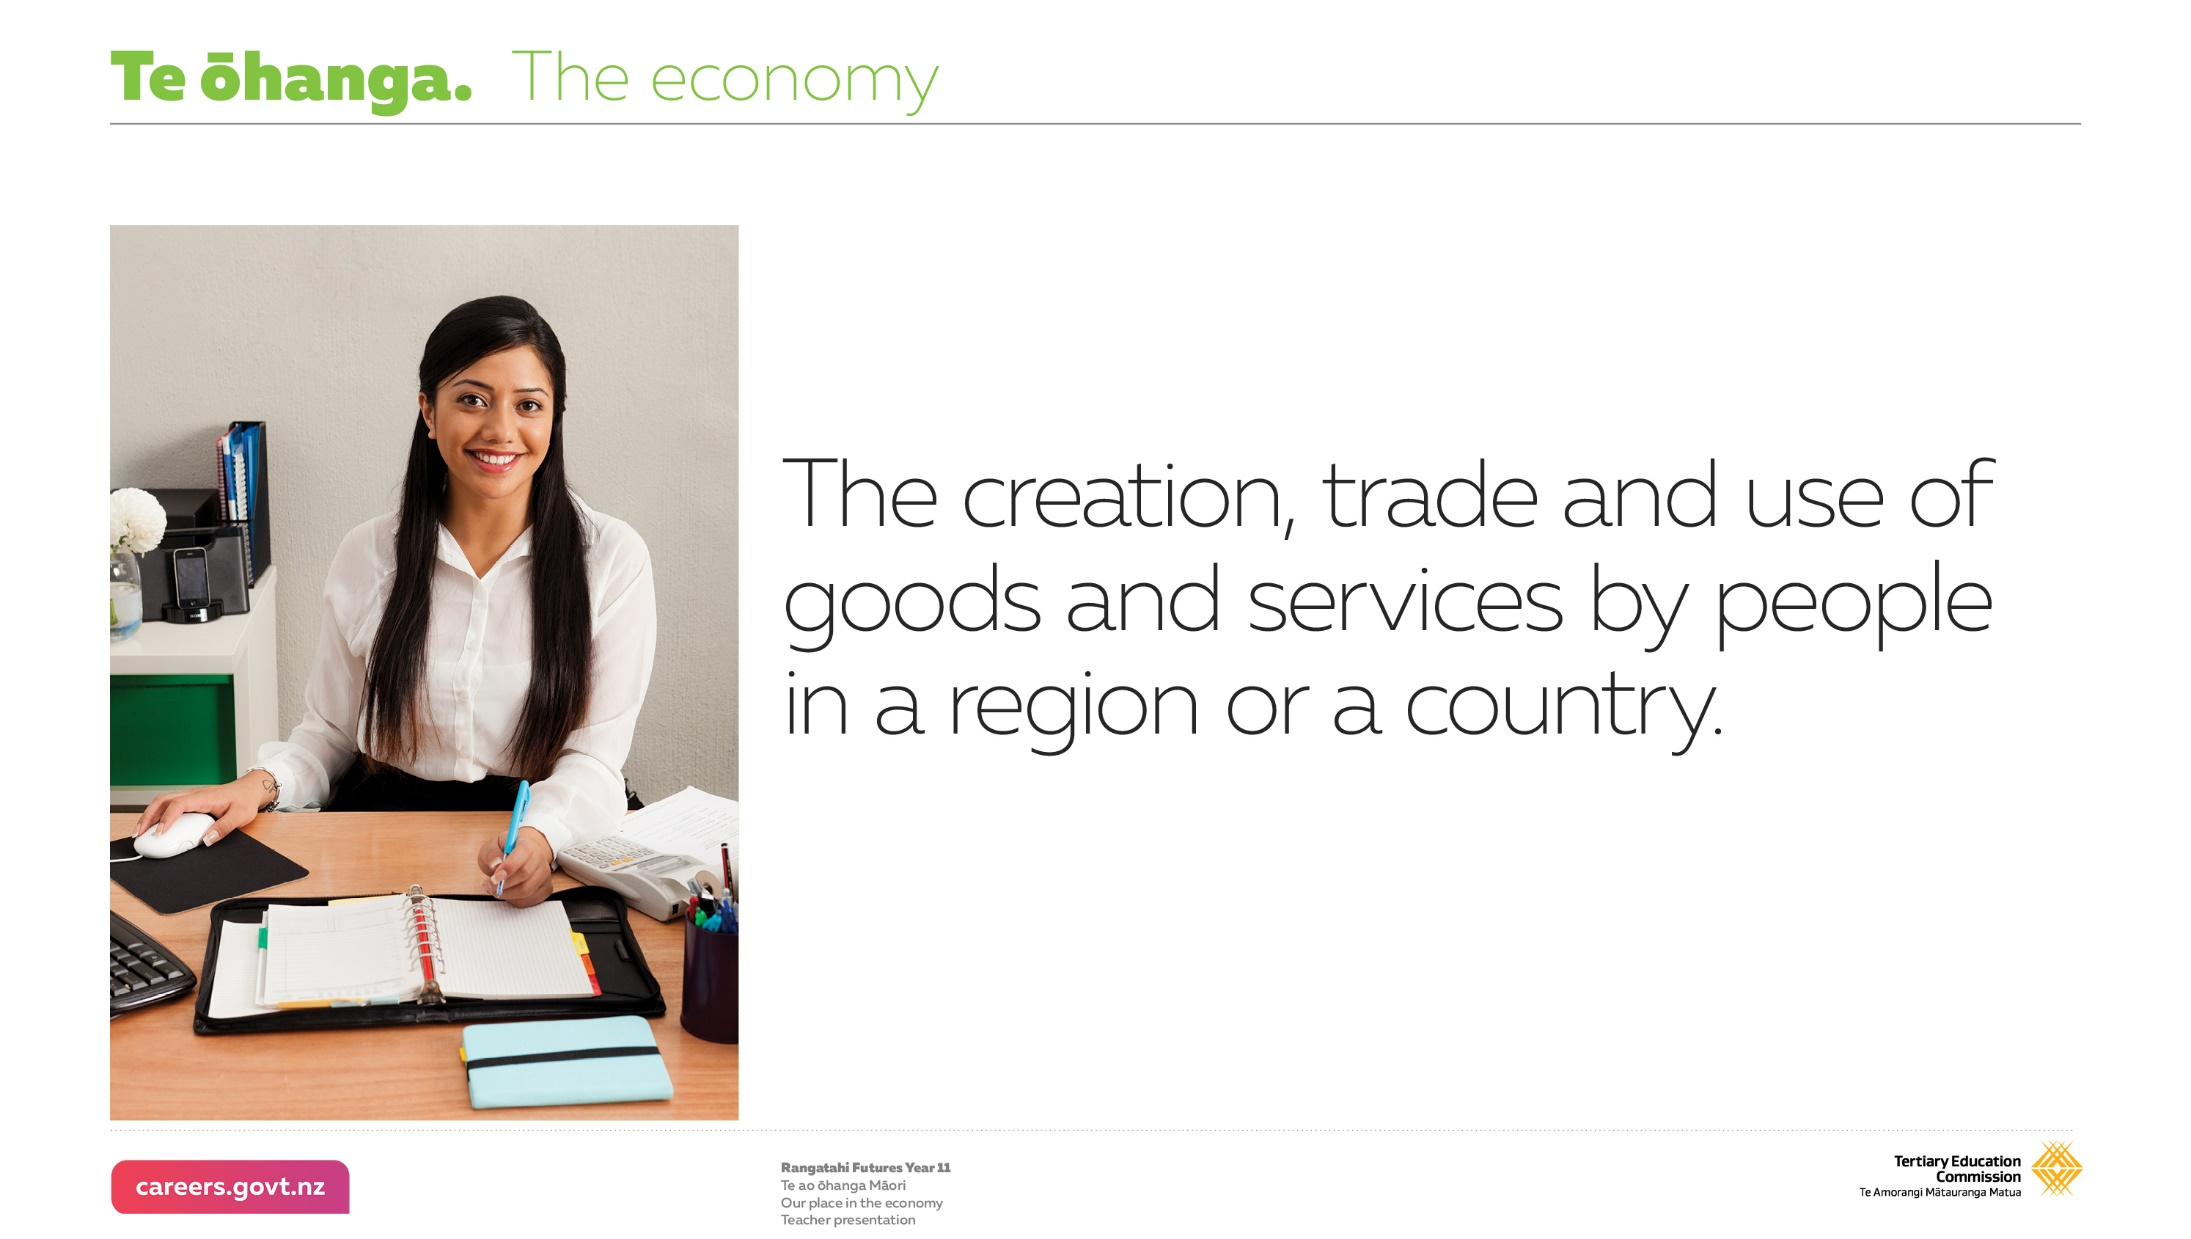 Te ōhanga. The economy
The creation, trade and use of
goods and services by people
in a region or a country.
careers.govt.nz
Rangatahi Futures Year 11
Te ao ōhanga Māori
Our place in the economy
Teacher presentation
Tertiary Education
Commission
Te Amorangi Mātauranga Matua